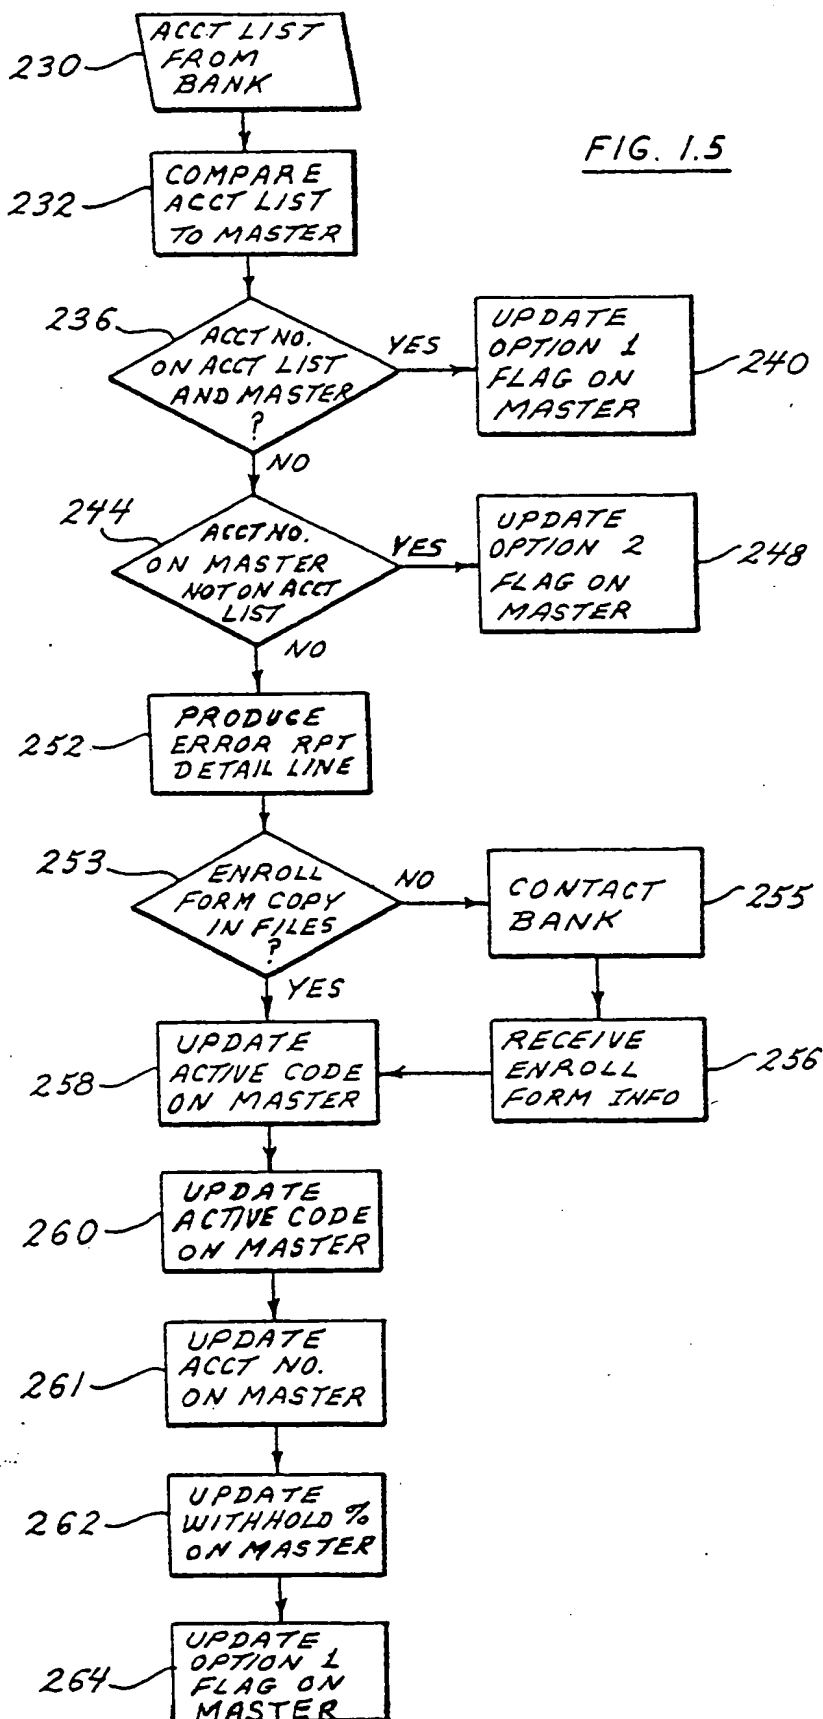 ACCT LIST
FROM
BANK
230
FIG. 1.5
COMPARE
ACCT LIST
TO MASTER
232
236
ACCT NO.
ON ACCT LIST
AND MASTER
?
YES
UPDATE
OPTION 1
FLAG ON
MASTER
240
NO
244
ACCT NO.
ON MASTER
NOT ON ACCT
LIST
YES
UPDATE
OPTION 2
FLAG ON
MASTER
248
NO
PRODUCE
ERROR RPT
DETAIL LINE
252
253
ENROLL
FORM COPY
IN FILES
?
NO
CONTACT
BANK
255
YES
UPDATE
ACTIVE CODE
ON MASTER
258
RECEIVE
ENROLL
FORM INFO
256
UPDATE
ACTIVE CODE
ON MASTER
260
UPDATE
ACCT NO.
ON MASTER
261
UPDATE
WITHHOLD %
ON MASTER
262
UPDATE
OPTION 1
FLAG ON
MASTER
264